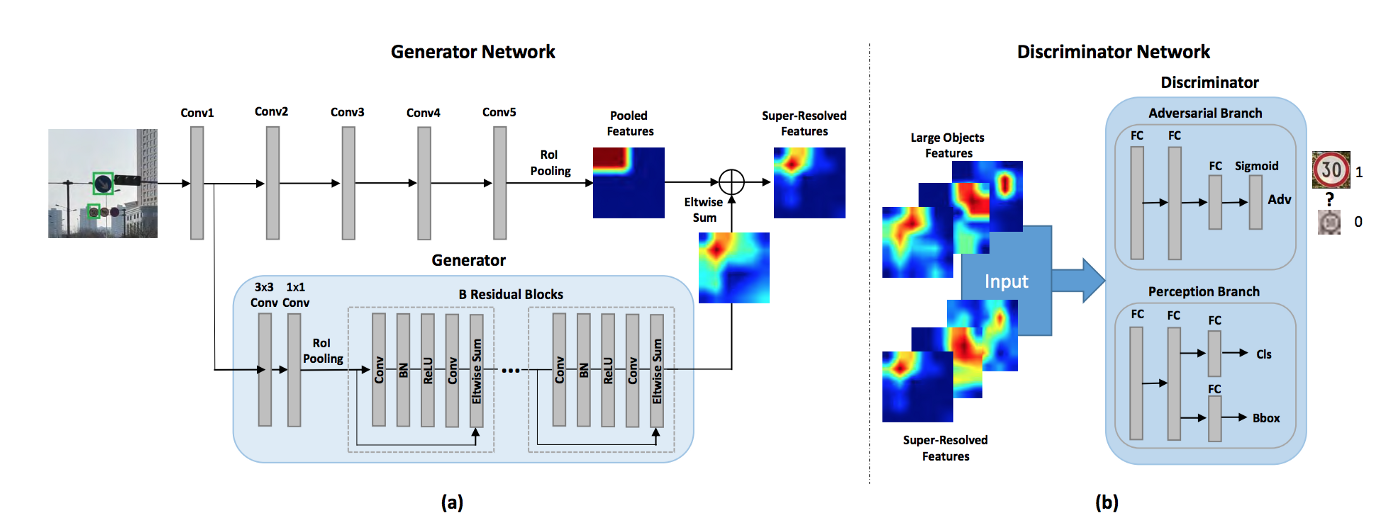 Generator Network
Conv1 Conv2 Conv3 Conv4 Conv5
RoI
Pooling
Pooled
Features
Super-Resolved
Features
Eltwise
Sum
Generator
3x3
Conv
1x1
Conv
RoI
Pooling
B Residual Blocks
Conv
BN
ReLU
Conv
Eltwise Sum
...
Conv
BN
ReLU
Conv
Eltwise Sum
(a)
Discriminator Network
Large Objects
Features
Input
Super-Resolved
Features
Discriminator
Adversarial Branch
FC FC
FC Sigmoid
Adv
30 1
?
0
Perception Branch
FC FC
FC
Cls
FC
Bbox
(b)